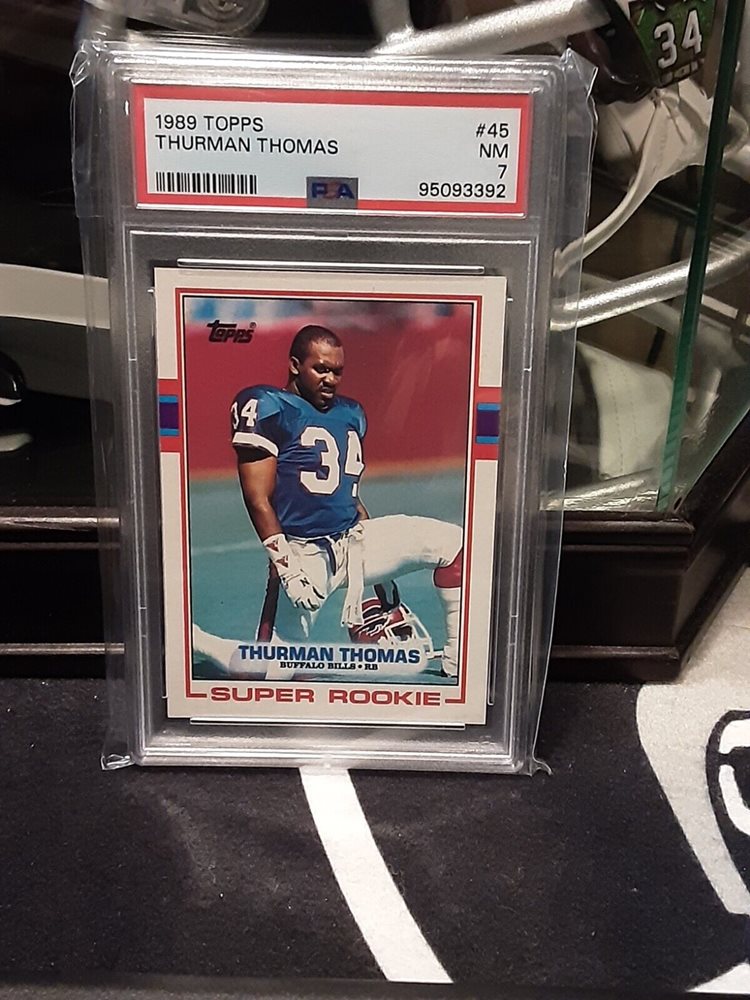 1989 TOPPS
#45
THURMAN THOMAS
NM
7
PSA
95093392
34
Topps®
34
34
THURMAN THOMAS
BUFFALO BILLS • RB
SUPER ROOKIE